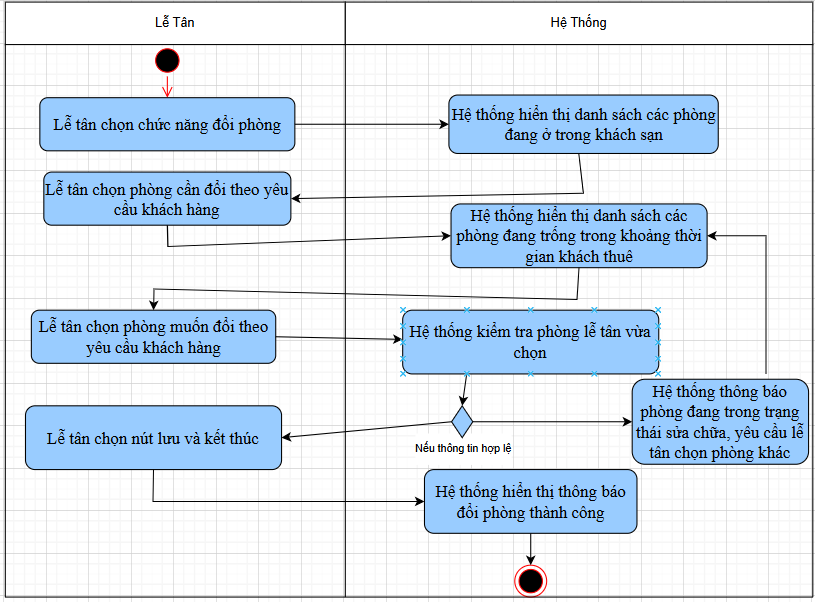 Lễ Tân
Hệ Thống
Lễ tân chọn chức năng đổi phòng
Hệ thống hiển thị danh sách các phòng
đang ở trong khách sạn
Lễ tân chọn phòng cần đổi theo yêu
cầu khách hàng
Hệ thống hiển thị danh sách các
phòng đang trống trong khoảng thời
gian khách thuê
Lễ tân chọn phòng muốn đổi theo
yêu cầu khách hàng
Hệ thống kiểm tra phòng lễ tân vừa
chọn
Hệ thống thông báo
phòng đang trong trạng
thái sửa chữa, yêu cầu lễ
tân chọn phòng khác
Nếu thông tin hợp lệ
Lễ tân chọn nút lưu và kết thúc
Hệ thống hiển thị thông báo
đổi phòng thành công